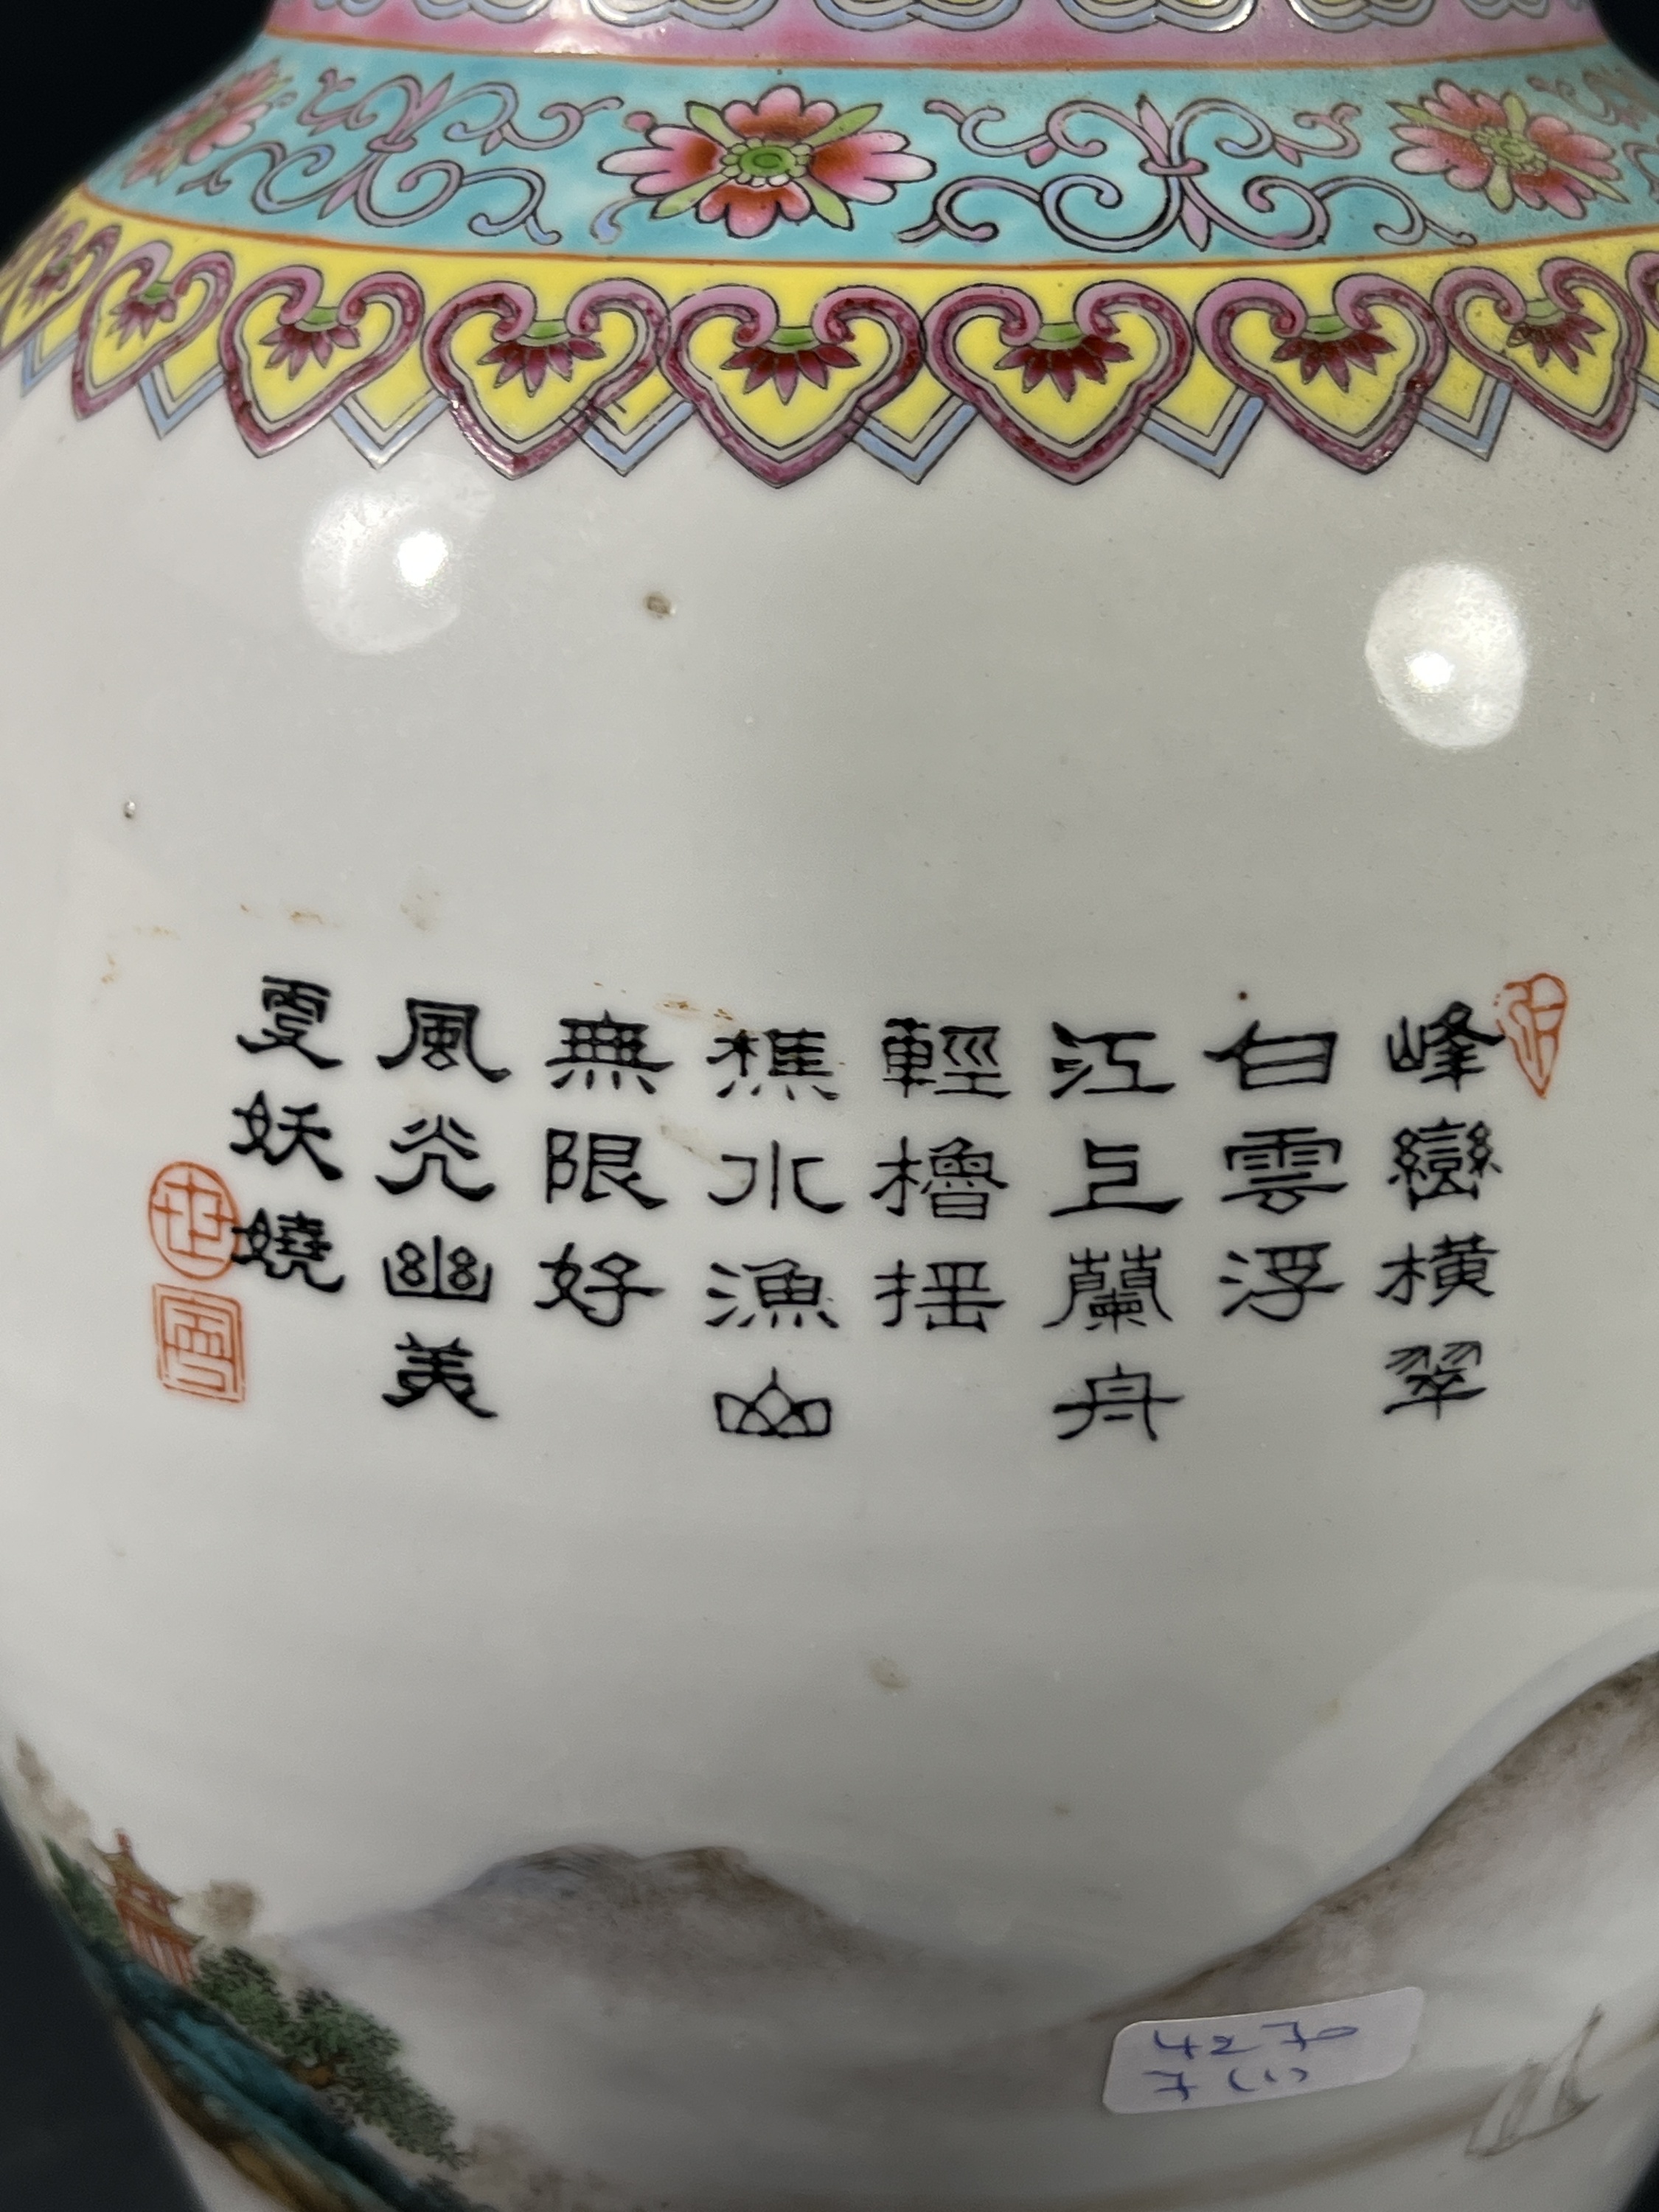 峰巒橫翠
白雲浮
江上蘭舟
輕櫓搖
樵水漁山
無限好
風光幽美
更妖嬈
世